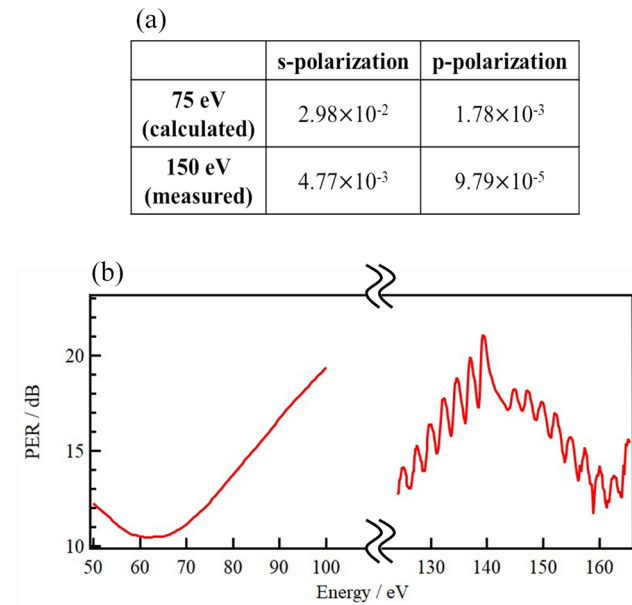 (a)
s-polarization p-polarization
75 eV
(calculated)
2.98×10-2 1.78×10-3
150 eV
(measured)
4.77×10-3 9.79×10-5
(b)
PER / dB
20
15
10
50 60 70 80 90 100 130 140 150 160
Energy / eV